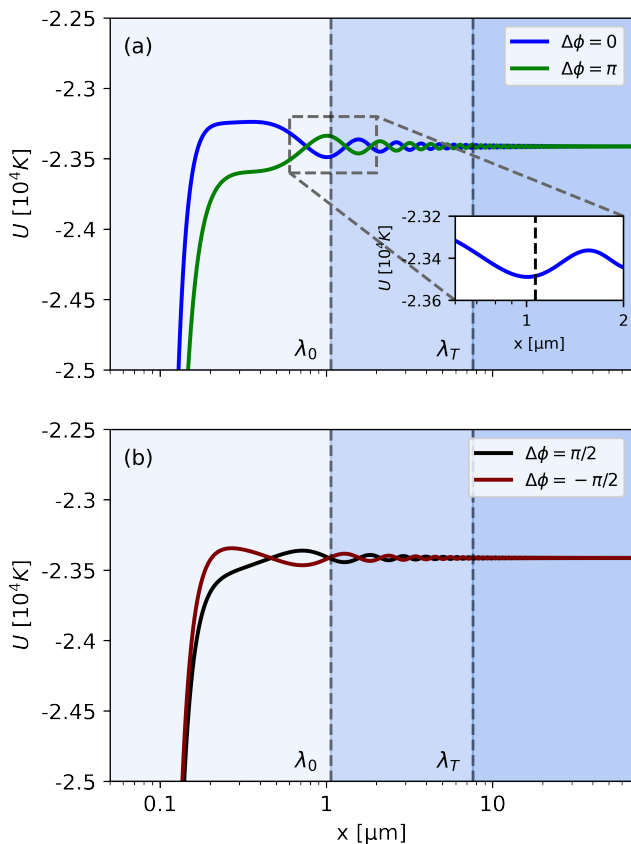 (a)
Δϕ = 0
Δϕ = π
U [10⁴K]
-2.25
-2.3
-2.35
-2.4
-2.45
-2.5
λ₀
λ_T
U [10⁴K]
-2.32
-2.34
-2.36
1
2
x [μm]
(b)
Δϕ = π/2
Δϕ = − π/2
U [10⁴K]
-2.25
-2.3
-2.35
-2.4
-2.45
-2.5
λ₀
λ_T
0.1
1
10
x [μm]